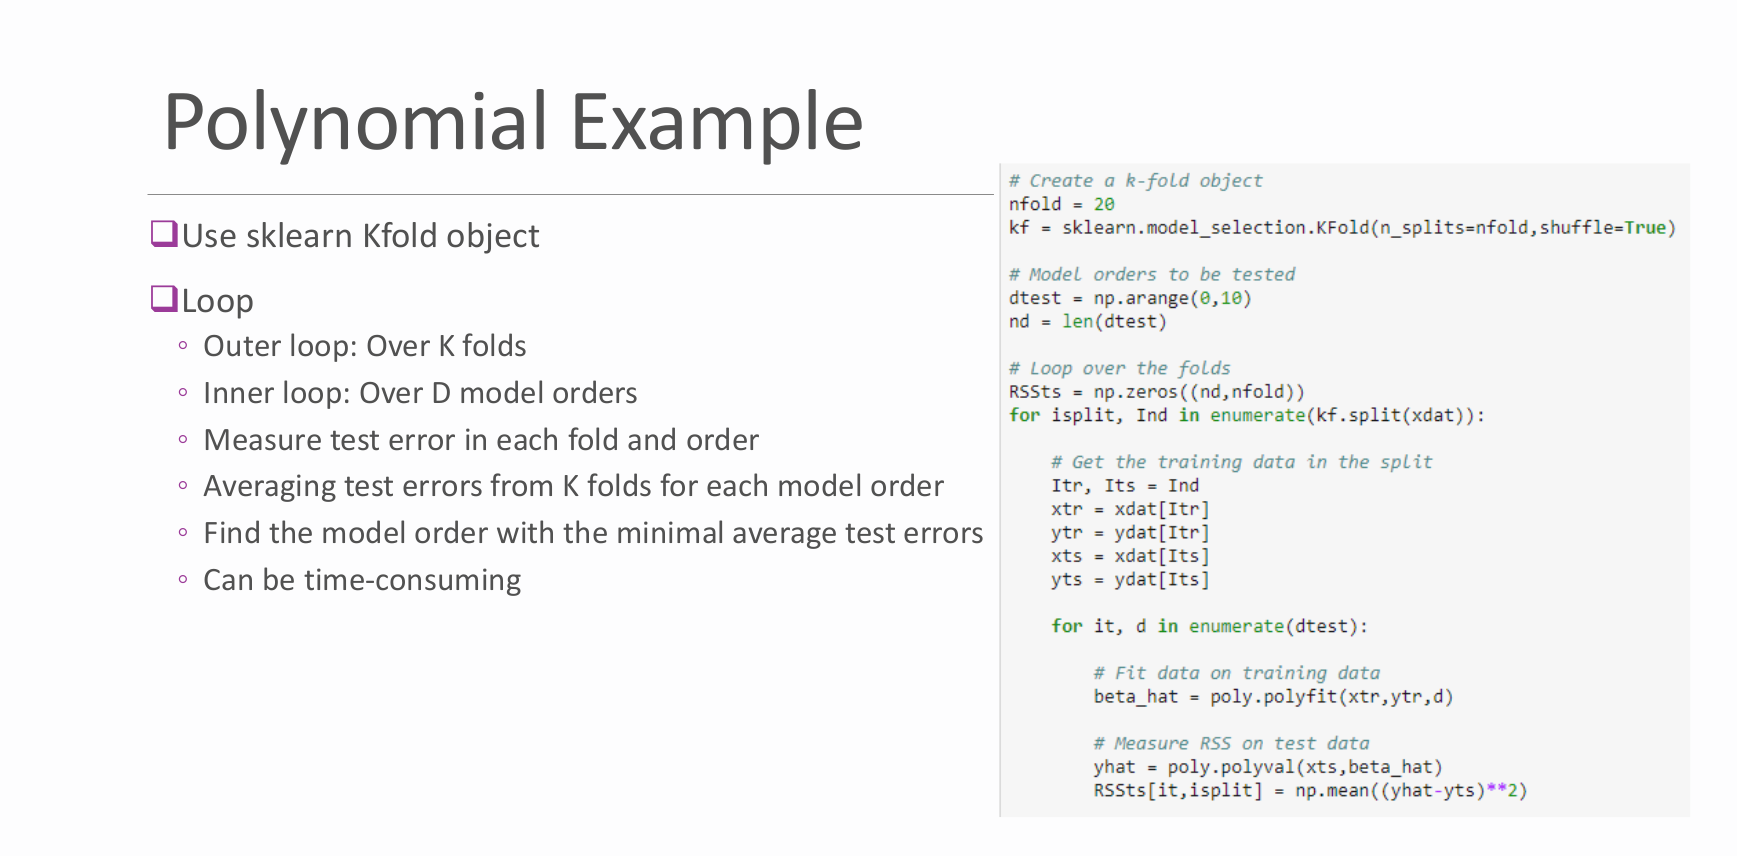 Polynomial Example
Use sklearn Kfold object
Loop
◦ Outer loop: Over K folds
◦ Inner loop: Over D model orders
◦ Measure test error in each fold and order
◦ Averaging test errors from K folds for each model order
◦ Find the model order with the minimal average test errors
◦ Can be time-consuming
# Create a k-fold object
nfold = 20
kf = sklearn.model_selection.KFold(n_splits=nfold,shuffle=True)
# Model orders to be tested
dtest = np.arange(0,10)
nd = len(dtest)
# Loop over the folds
RSSts = np.zeros((nd,nfold))
for isplit, Ind in enumerate(kf.split(xdat)):
    # Get the training data in the split
    Itr, Its = Ind
    xtr = xdat[Itr]
    ytr = ydat[Itr]
    xts = xdat[Its]
    yts = ydat[Its]
    for it, d in enumerate(dtest):
        # Fit data on training data
        beta_hat = poly.polyfit(xtr,ytr,d)
        # Measure RSS on test data
        yhat = poly.polyval(xts,beta_hat)
        RSSts[it,isplit] = np.mean((yhat-yts)**2)